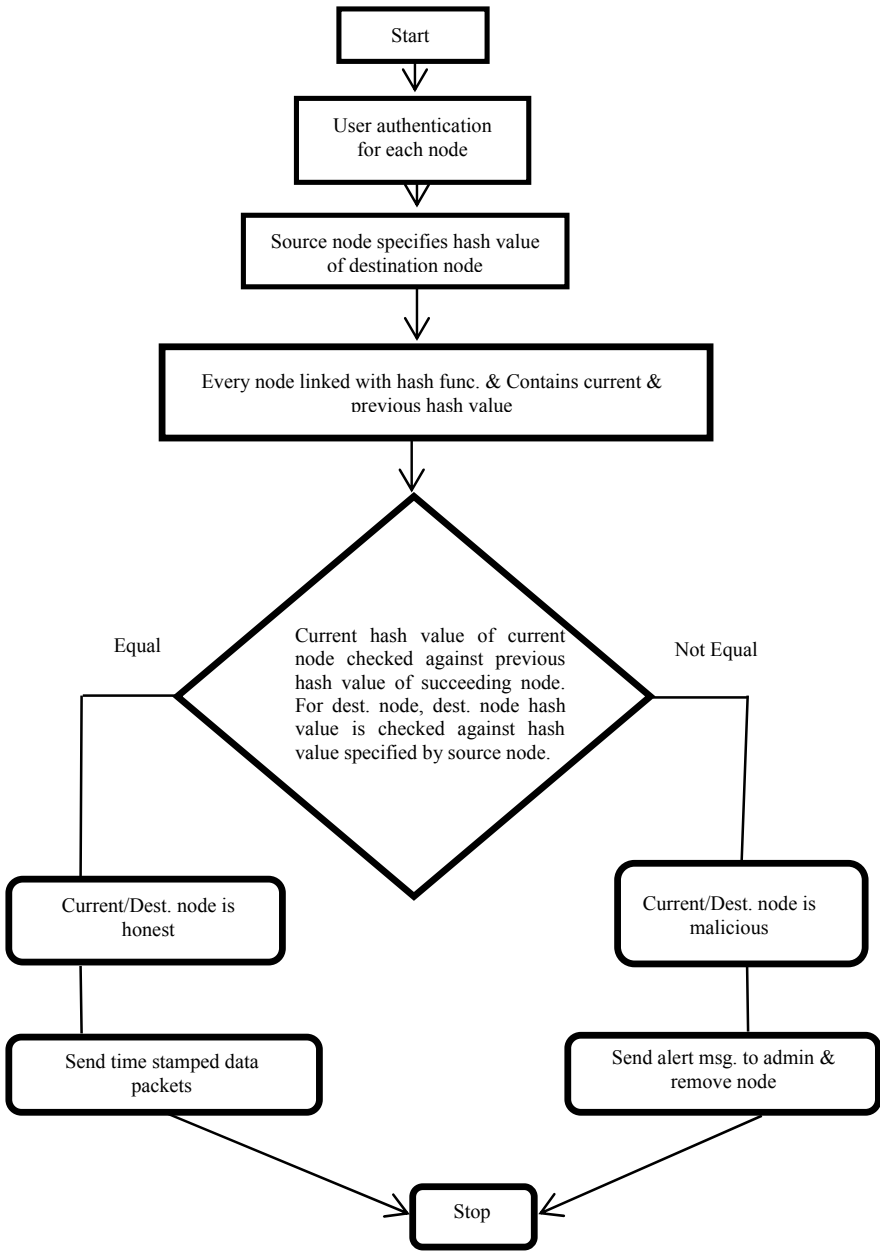 Start
User authentication
for each node
Source node specifies hash value
of destination node
Every node linked with hash func. & Contains current &
previous hash value
Equal
Current hash value of current
node checked against previous
hash value of succeeding node.
For dest. node, dest. node hash
value is checked against hash
value specified by source node.
Not Equal
Current/Dest. node is
honest
Current/Dest. node is
malicious
Send time stamped data
packets
Send alert msg. to admin &
remove node
Stop